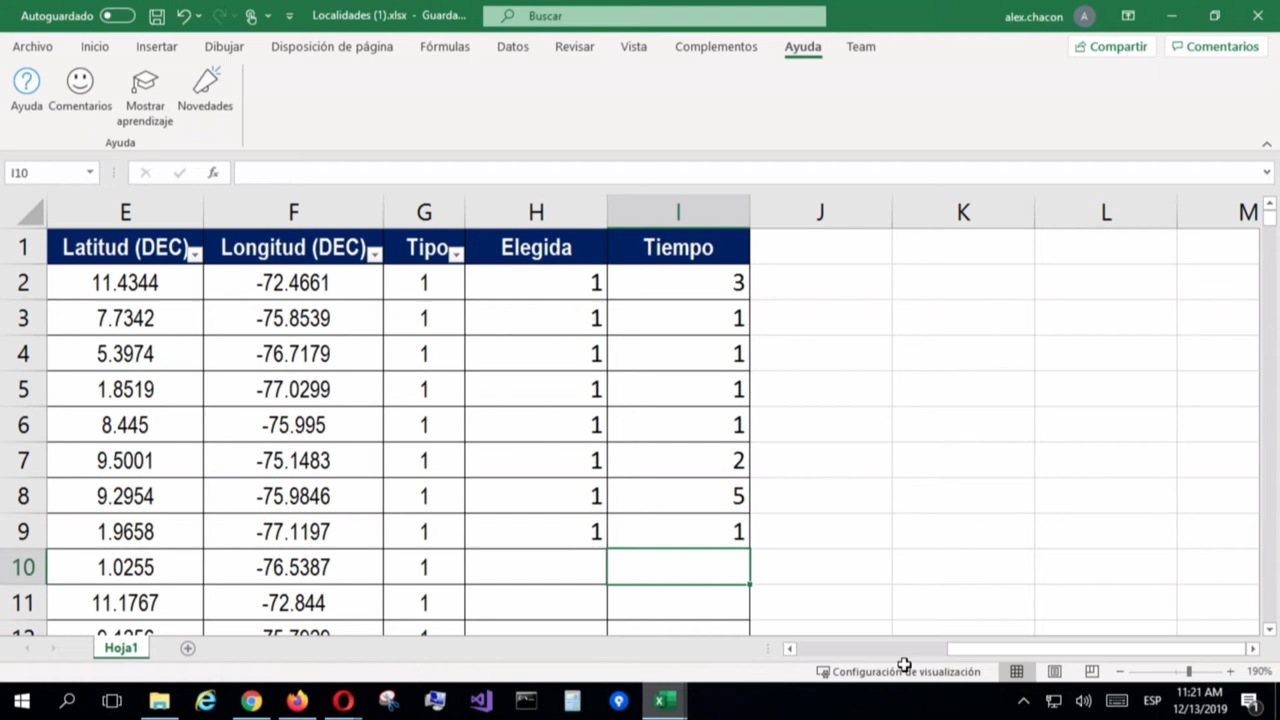 Autoguardado Localidades (1).xlsx - Guarda... Buscar alex.chacon A
Archivo Inicio Insertar Dibujar Disposición de página Fórmulas Datos Revisar Vista Complementos Ayuda Team Compartir Comentarios
Ayuda Comentarios Mostrar aprendizaje Novedades
Ayuda
I10 fx
E F G H I J K L M
1 Latitud (DEC) Longitud (DEC) Tipo Elegida Tiempo
2 11.4344 -72.4661 1 1 3
3 7.7342 -75.8539 1 1 1
4 5.3974 -76.7179 1 1 1
5 1.8519 -77.0299 1 1 1
6 8.445 -75.995 1 1 1
7 9.5001 -75.1483 1 1 2
8 9.2954 -75.9846 1 1 5
9 1.9658 -77.1197 1 1 1
10 1.0255 -76.5387 1
11 11.1767 -72.844 1
Hoja1
Configuración de visualización 190%
ESP 11:21 AM
12/13/2019